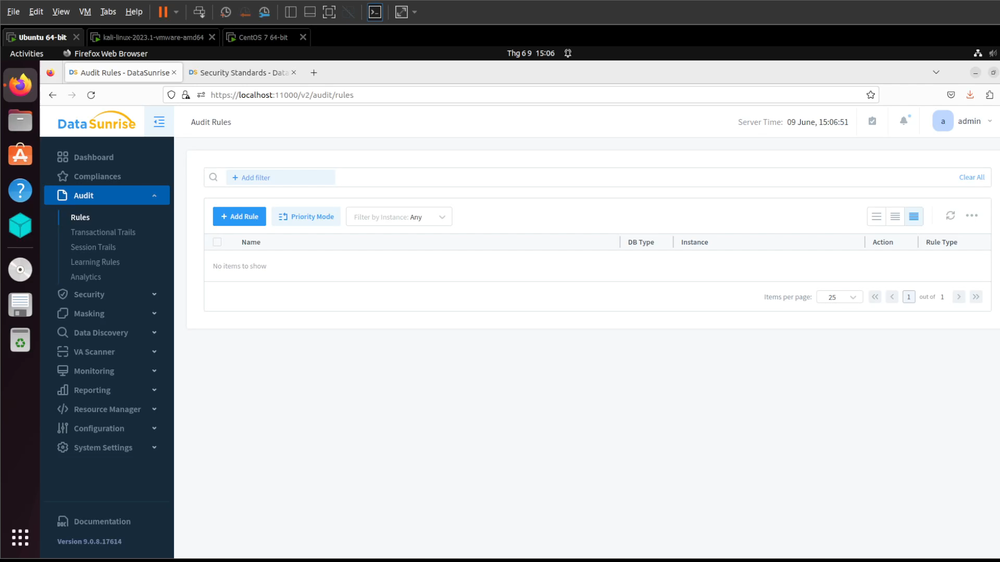 File Edit View VM Tabs Help
Ubuntu 64-bit kali-linux-2023.1-vmware-amd64 CentOS 7 64-bit
Activities Firefox Web Browser Thg 6 9 15:06
DS Audit Rules - DataSunrise DS Security Standards - Data
https://localhost:11000/v2/audit/rules
DataSunrise Audit Rules Server Time: 09 June, 15:06:51 a admin
Dashboard
Compliances
Audit
Rules
Transactional Trails
Session Trails
Learning Rules
Analytics
Security
Masking
Data Discovery
VA Scanner
Monitoring
Reporting
Resource Manager
Configuration
System Settings
DOC Documentation
Version 9.0.8.17614
+ Add filter Clear All
+ Add Rule Priority Mode Filter by Instance: Any
Name DB Type Instance Action Rule Type
No items to show
Items per page: 25 1 out of 1